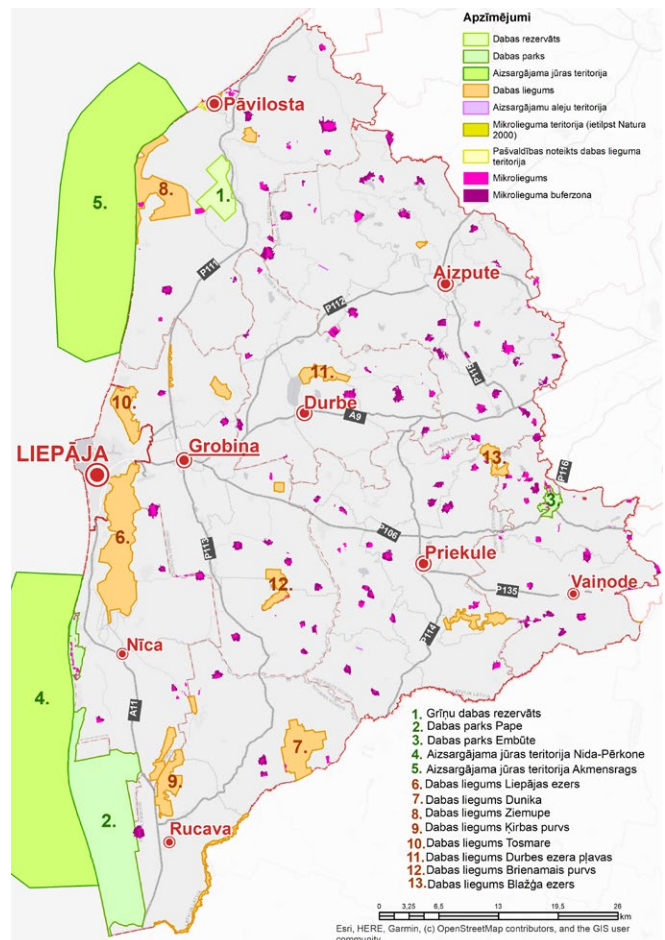 Apzīmējumi
Dabas rezervāts
Dabas parks
Aizsargājama jūras teritorija
Dabas liegums
Aizsargājamu aleju teritorija
Mikrolieguma teritorija (ietilpst Natura
2000)
Pašvaldības noteikts dabas lieguma
teritorija
Mikroliegums
Mikrolieguma buferzona
Pāvilosta
8.
1.
5.
P111
Aizpute
P112
P115
11.
10.
Durbe
A9
LIEPĀJA
Grobiņa
13.
P116
3.
6.
P106
P113
Priekule
12.
P135
Vaiņode
P114
Nīca
4.
A11
7.
9.
2.
Rucava
1. Grīņu dabas rezervāts
2. Dabas parks Pape
3. Dabas parks Embūte
4. Aizsargājama jūras teritorija Nida-Pērkone
5. Aizsargājama jūras teritorija Akmensrags
6. Dabas liegums Liepājas ezers
7. Dabas liegums Dunika
8. Dabas liegums Ziemupe
9. Dabas liegums Ķirbas purvs
10. Dabas liegums Tosmare
11. Dabas liegums Durbes ezera pļavas
12. Dabas liegums Brienamais purvs
13. Dabas liegums Blažģa ezers
0 3,25 6,5 13 19,5 26
km
Esri, HERE, Garmin, (c) OpenStreetMap contributors, and the GIS user
community